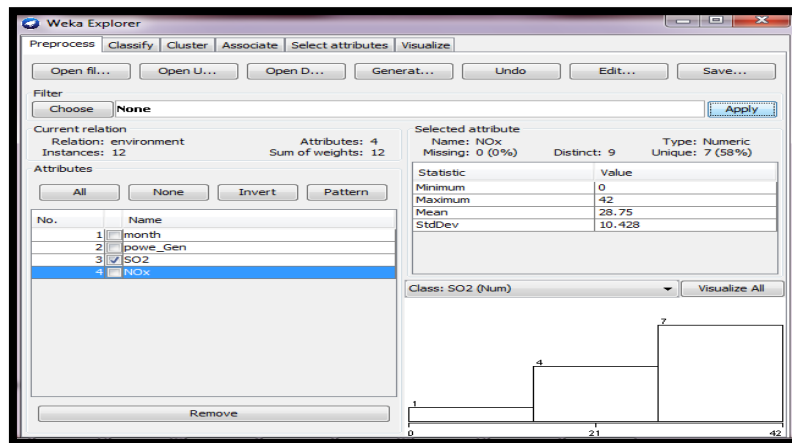 Weka Explorer
Preprocess Classify Cluster Associate Select attributes Visualize
Open fil... Open U... Open D... Generat... Undo Edit... Save...
Filter
Choose None Apply
Current relation
Relation: environment Attributes: 4
Instances: 12 Sum of weights: 12
Attributes
All None Invert Pattern
No. Name
1 month
2 powe_Gen
3 SO2
4 NOx
Remove
Selected attribute
Name: NOx Type: Numeric
Missing: 0 (0%) Distinct: 9 Unique: 7 (58%)
Statistic Value
Minimum 0
Maximum 42
Mean 28.75
StdDev 10.428
Class: SO2 (Num) Visualize All
7
4
1
0 21 42